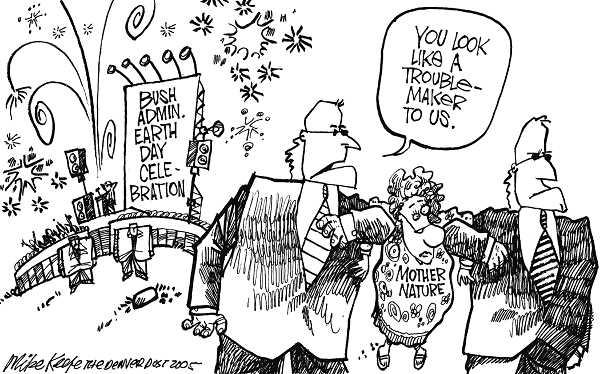 YOU LOOK
LIKE A
TROUBLE-
MAKER
TO US.
BUSH
ADMIN.
EARTH
DAY
CELE-
BRATION
MOTHER
NATURE
Mike Keefe THE DENVER POST 2005